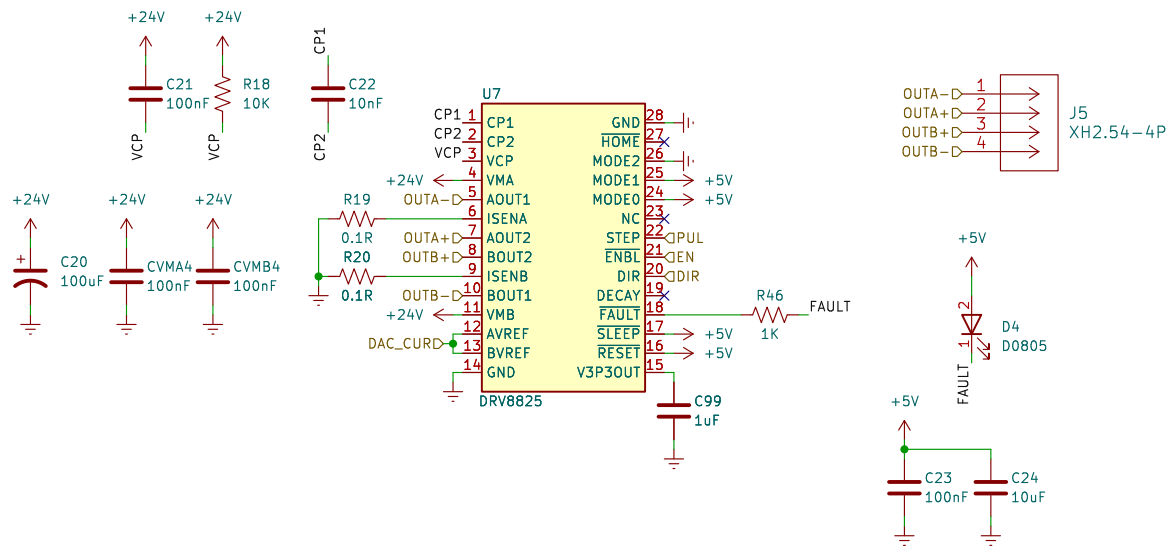 +24V
C21
100nF
VCP
+24V
R18
10K
VCP
CP1
C22
10nF
CP2
+24V
C20
100uF
+
+24V
CVMA4
100nF
+24V
CVMB4
100nF
U7
CP1 1 CP1
CP2 2 CP2
VCP 3 VCP
+24V 4 VMA
OUTA- 5 AOUT1
R19 6 ISENA
0.1R
OUTA+ 7 AOUT2
OUTB+ 8 BOUT2
R20 9 ISENB
0.1R
OUTB- 10 BOUT1
+24V 11 VMB
12 AVREF
DAC_CUR
13 BVREF
14 GND
GND 28
HOME 27
MODE2 26
MODE1 25 +5V
MODE0 24 +5V
NC 23
STEP 22 PUL
ENBL 21 EN
DIR 20 DIR
DECAY 19
FAULT 18
SLEEP 17 +5V
RESET 16 +5V
V3P3OUT 15
DRV8825
R46
1K
FAULT
C99
1uF
OUTA- 1
OUTA+ 2
OUTB+ 3
OUTB- 4
J5
XH2.54-4P
+5V
2
D4
D0805
1
FAULT
+5V
C23
100nF
C24
10uF